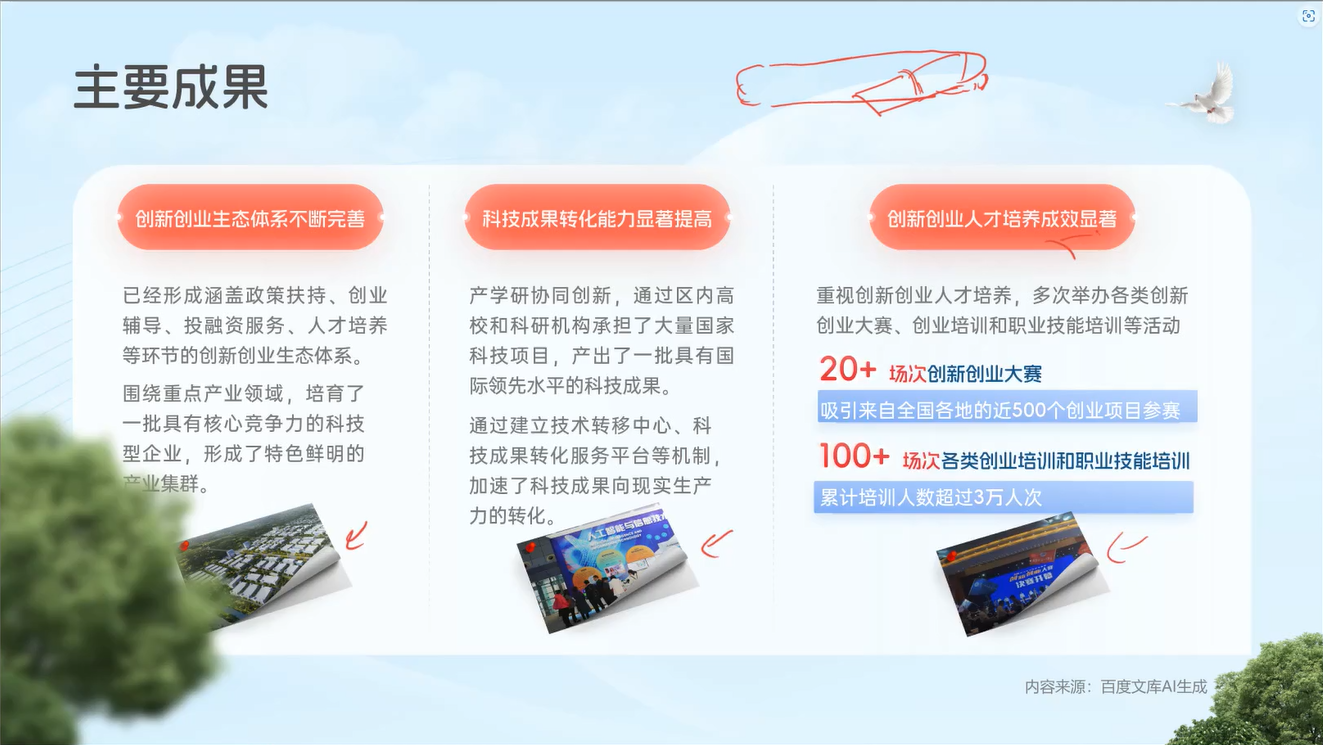 主要成果
创新创业生态体系不断完善
已经形成涵盖政策扶持、创业
辅导、投融资服务、人才培养
等环节的创新创业生态体系。
围绕重点产业领域，培育了
一批具有核心竞争力的科技
型企业，形成了特色鲜明的
产业集群。
科技成果转化能力显著提高
产学研协同创新，通过区内高
校和科研机构承担了大量国家
科技项目，产出了一批具有国
际领先水平的科技成果。
通过建立技术转移中心、科
技成果转化服务平台等机制，
加速了科技成果向现实生产
力的转化。
人工智能与信息技
创新创业人才培养成效显著
重视创新创业人才培养，多次举办各类创新
创业大赛、创业培训和职业技能培训等活动
20+ 场次创新创业大赛
吸引来自全国各地的近500个创业项目参赛
100+ 场次各类创业培训和职业技能培训
累计培训人数超过3万人次
内容来源：百度文库AI生成